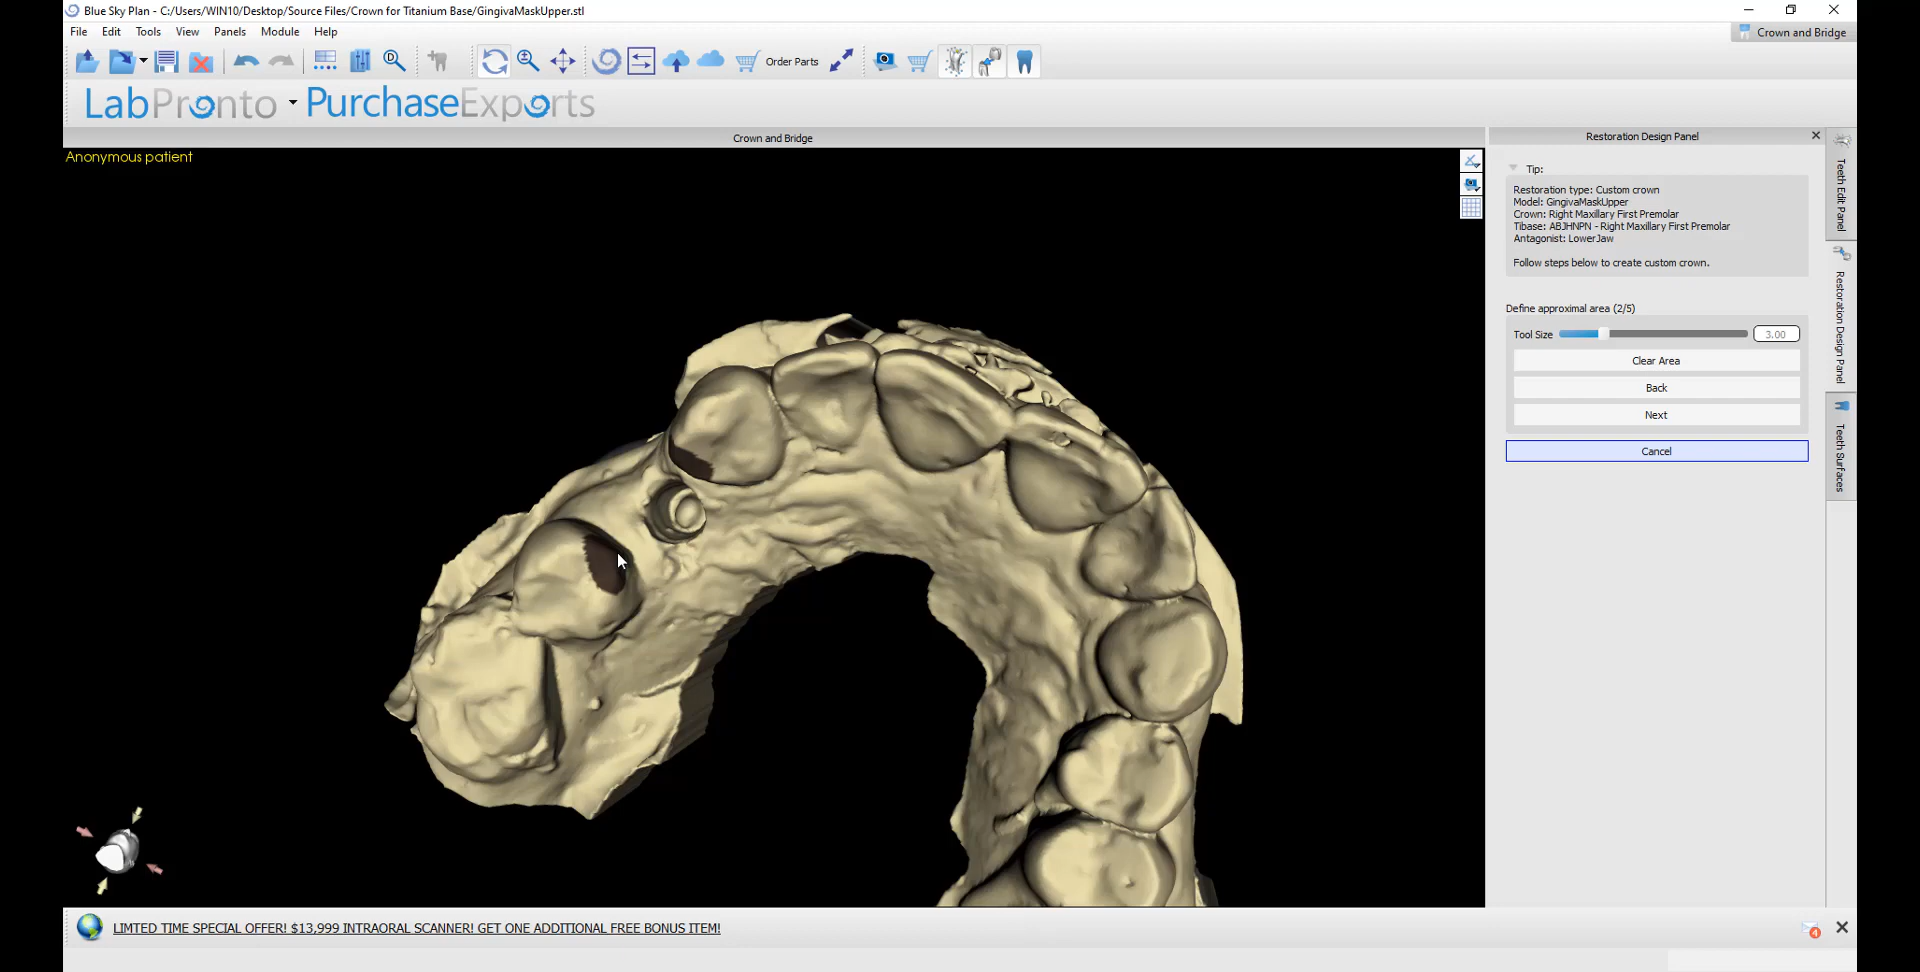 Blue Sky Plan - C:/Users/WIN10/Desktop/Source Files/Crown for Titanium Base/GingivaMaskUpper.stl
File Edit Tools View Panels Module Help
Crown and Bridge
Order Parts
LabPronto PurchaseExports
Crown and Bridge
Restoration Design Panel
Anonymous patient
Tip:
Restoration type: Custom crown
Model: GingivaMaskUpper
Crown: Right Maxillary First Premolar
Tibase: ABJHNPN - Right Maxillary First Premolar
Antagonist: LowerJaw
Follow steps below to create custom crown.
Define approximal area (2/5)
Tool Size 3.00
Clear Area
Back
Next
Cancel
Teeth Edit Panel
Restoration Design Panel
Teeth Surfaces
LIMTED TIME SPECIAL OFFER! $13,999 INTRAORAL SCANNER! GET ONE ADDITIONAL FREE BONUS ITEM!
4